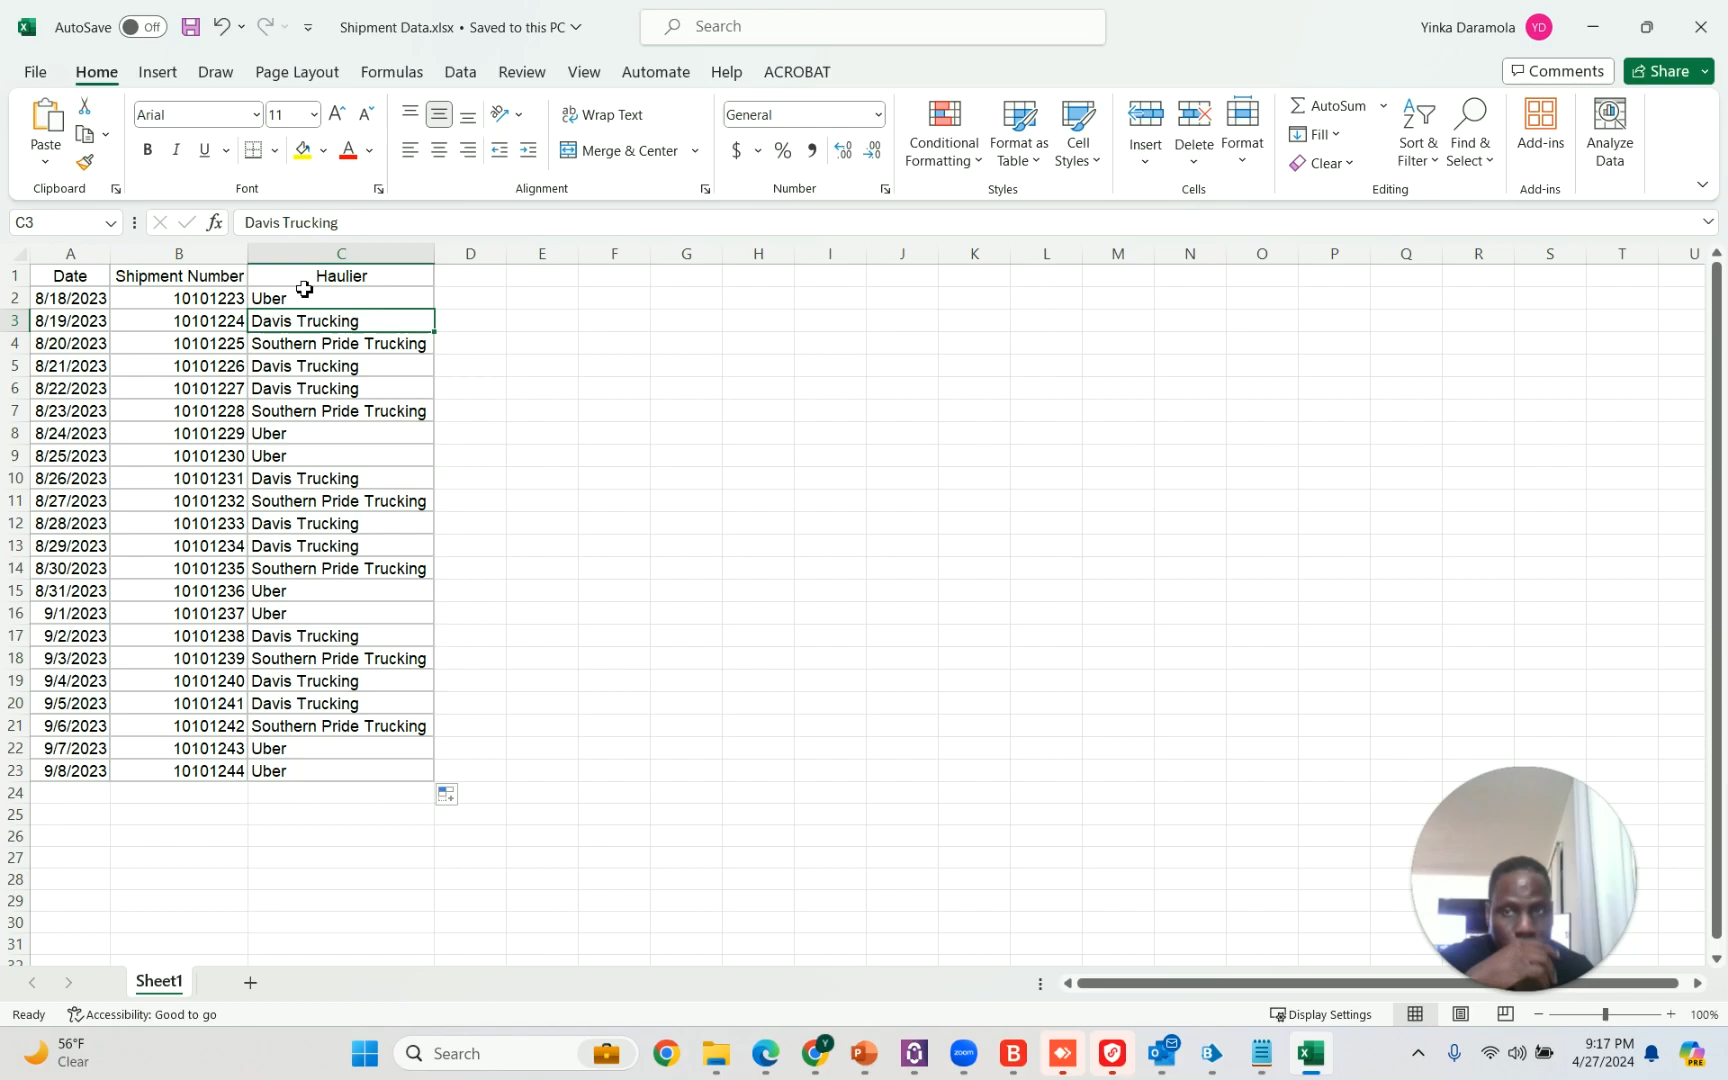 AutoSave Off Shipment Data.xlsx • Saved to this PC Search Yinka Daramola YD
File Home Insert Draw Page Layout Formulas Data Review View Automate Help ACROBAT Comments Share
Paste
Clipboard
Arial 11
B I U A
Font
Wrap Text
Merge & Center
Alignment
General
$ % 9
Number
Conditional Formatting
Format as Table
Cell Styles
Styles
Insert Delete Format
Cells
AutoSum
Fill
Clear
Sort & Filter
Find & Select
Editing
Add-ins
Add-ins
Analyze Data
C3 fx Davis Trucking
A B C D E F G H I J K L M N O P Q R S T U
1 Date Shipment Number Haulier
2 8/18/2023 10101223 Uber
3 8/19/2023 10101224 Davis Trucking
4 8/20/2023 10101225 Southern Pride Trucking
5 8/21/2023 10101226 Davis Trucking
6 8/22/2023 10101227 Davis Trucking
7 8/23/2023 10101228 Southern Pride Trucking
8 8/24/2023 10101229 Uber
9 8/25/2023 10101230 Uber
10 8/26/2023 10101231 Davis Trucking
11 8/27/2023 10101232 Southern Pride Trucking
12 8/28/2023 10101233 Davis Trucking
13 8/29/2023 10101234 Davis Trucking
14 8/30/2023 10101235 Southern Pride Trucking
15 8/31/2023 10101236 Uber
16 9/1/2023 10101237 Uber
17 9/2/2023 10101238 Davis Trucking
18 9/3/2023 10101239 Southern Pride Trucking
19 9/4/2023 10101240 Davis Trucking
20 9/5/2023 10101241 Davis Trucking
21 9/6/2023 10101242 Southern Pride Trucking
22 9/7/2023 10101243 Uber
23 9/8/2023 10101244 Uber
24
25
26
27
28
29
30
31
32
Sheet1
Ready Accessibility: Good to go Display Settings 100%
56°F
Clear
Search
zoom
9:17 PM
4/27/2024
PRE